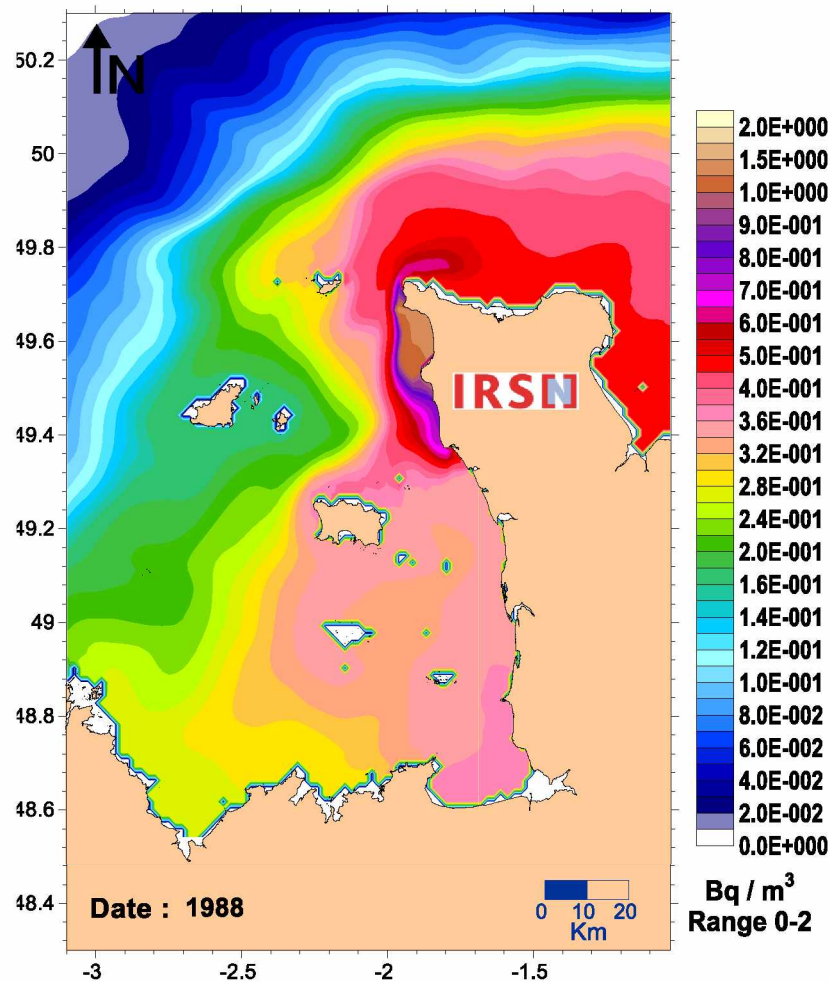 50.2
50
49.8
49.6
49.4
49.2
49
48.8
48.6
48.4
-3
-2.5
-2
-1.5
N
IRSN
Date : 1988
0 10 20
Km
2.0E+000
1.5E+000
1.0E+000
9.0E-001
7.0E-001
6.0E-001
5.0E-001
4.0E-001
3.6E-001
3.2E-001
2.8E-001
2.4E-001
2.0E-001
1.6E-001
1.4E-001
1.2E-001
1.0E-001
8.0E-002
6.0E-002
4.0E-002
2.0E-002
0.0E+000
Bq / m³
Range 0-2